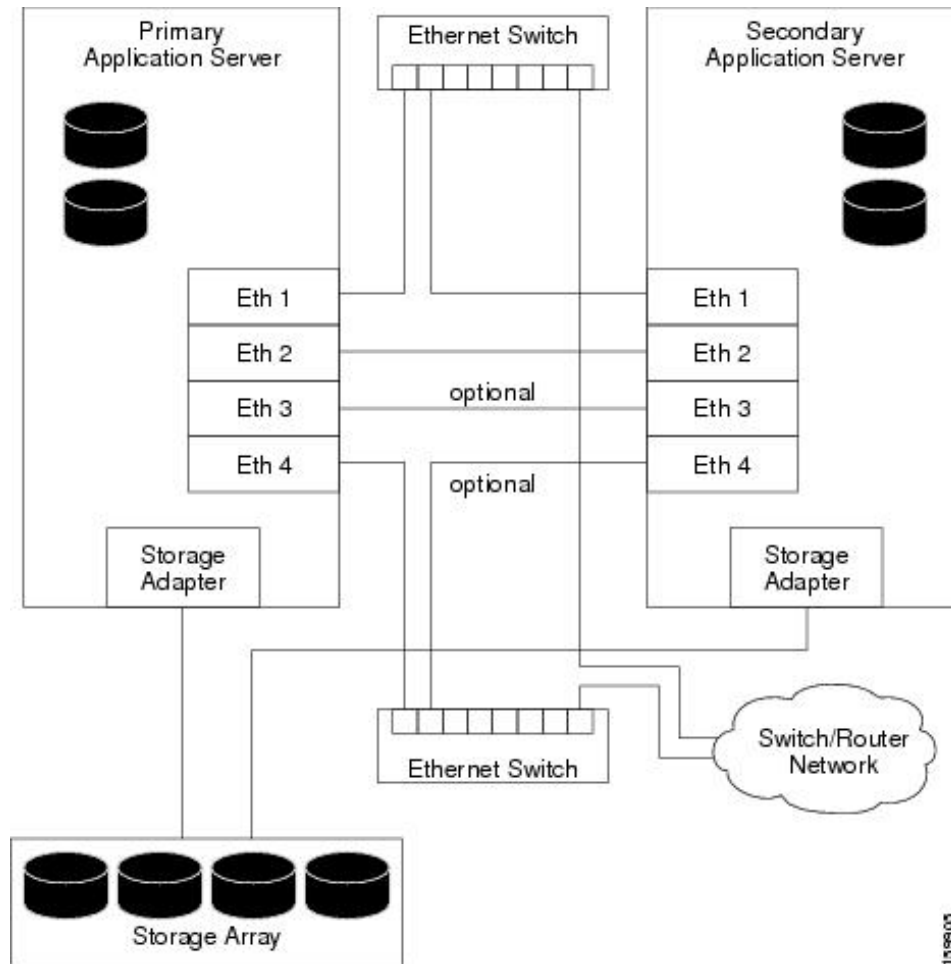 Primary
Application Server
Ethernet Switch
Secondary
Application Server
Eth 1
Eth 1
Eth 2
Eth 2
optional
Eth 3
Eth 3
Eth 4
Eth 4
optional
Storage
Adapter
Storage
Adapter
Switch/Router
Network
Ethernet Switch
Storage Array